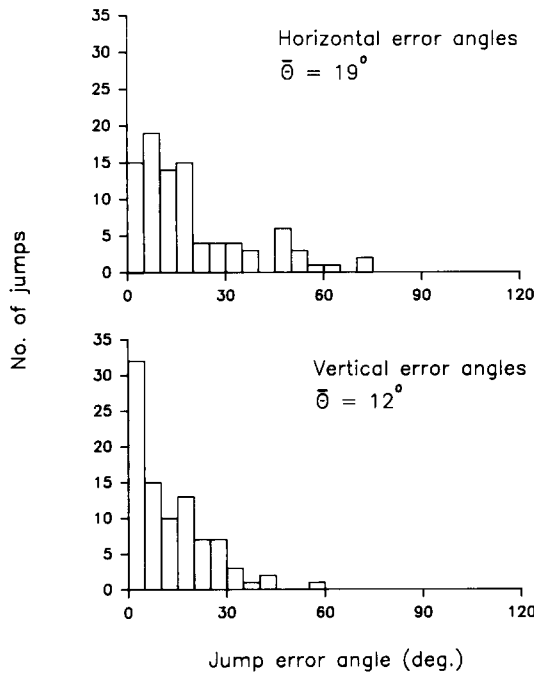 35
30
25
20
15
10
5
0
Horizontal error angles
Θ̄ = 19°
0 30 60 90 120
No. of jumps
35
30
25
20
15
10
5
0
Vertical error angles
Θ̄ = 12°
0 30 60 90 120
Jump error angle (deg.)